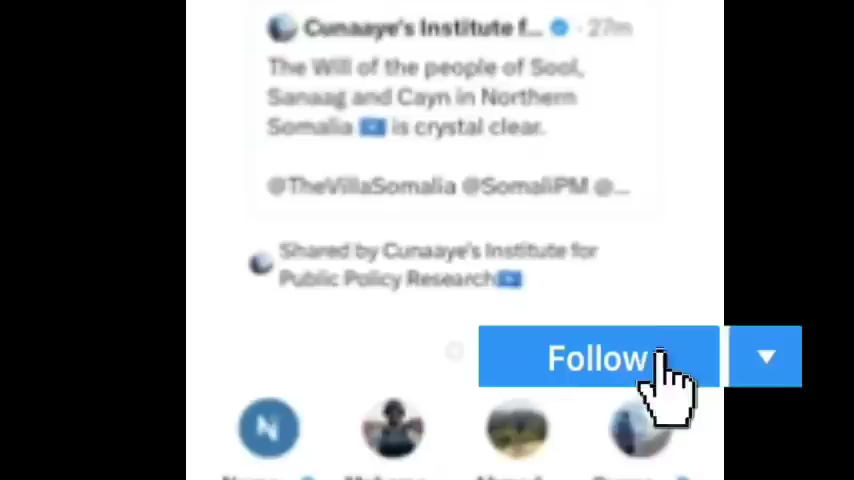 Cunaaye's Institute f... · 27m
The Will of the people of Sool,
Sanaag and Cayn in Northern
Somalia 🇸🇴 is crystal clear.
@TheVillaSomalia @SomaliPM @...
Shared by Cunaaye's Institute for
Public Policy Research🇸🇴
Follow
N